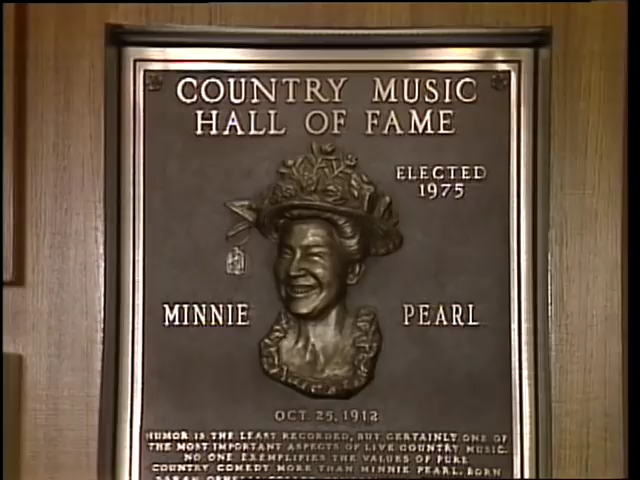 COUNTRY MUSIC
HALL OF FAME
ELECTED
1975
MINNIE PEARL
OCT. 25, 1912
HUMOR IS THE LEAST RECORDED, BUT CERTAINLY ONE OF
THE MOST IMPORTANT ASPECTS OF LIVE COUNTRY MUSIC.
NO ONE EXEMPLIFIES THE VALUES OF PURE
COUNTRY COMEDY MORE THAN MINNIE PEARL. BORN